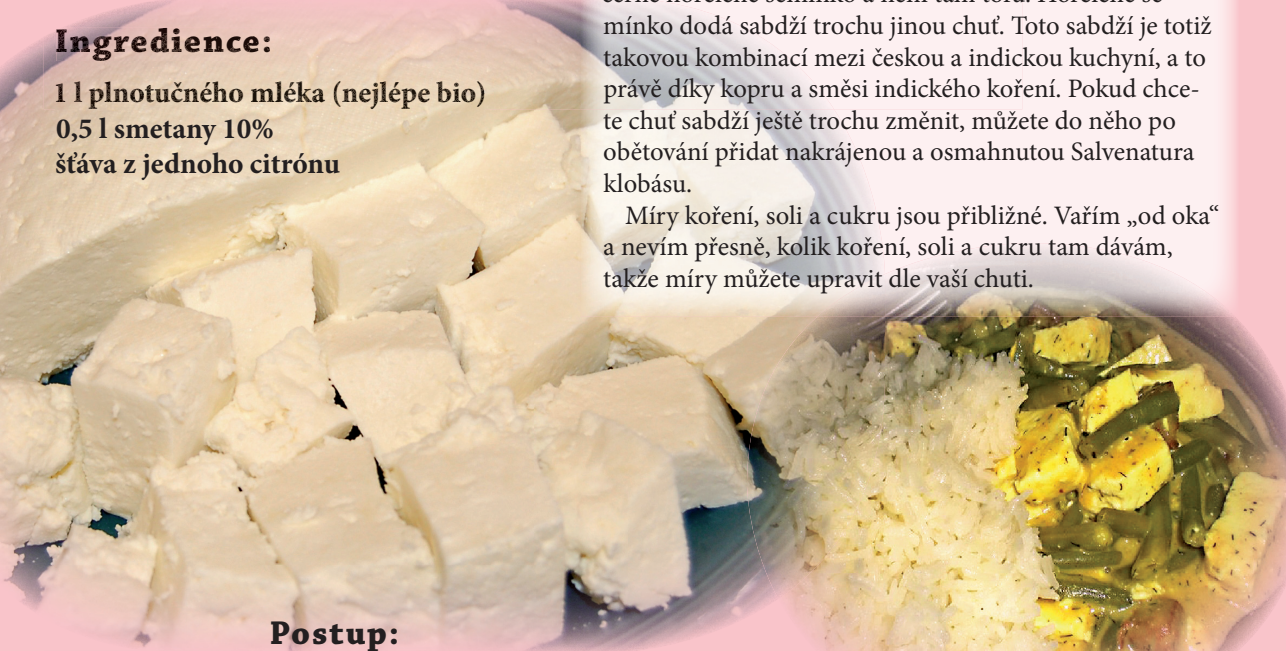 Ingredience:
1 l plnotučného mléka (nejlépe bio)
0,5 l smetany 10%
šťáva z jednoho citrónu
mínko dodá sabdží trochu jinou chuť. Toto sabdží je totiž
takovou kombinací mezi českou a indickou kuchyní, a to
právě díky kopru a směsi indického koření. Pokud chce-
te chuť sabdží ještě trochu změnit, můžete do něho po
obětování přidat nakrájenou a osmahnutou Salvenatura
klobásu.
Míry koření, soli a cukru jsou přibližné. Vařím „od oka“
a nevím přesně, kolik koření, soli a cukru tam dávám,
takže míry můžete upravit dle vaší chuti.
Postup: